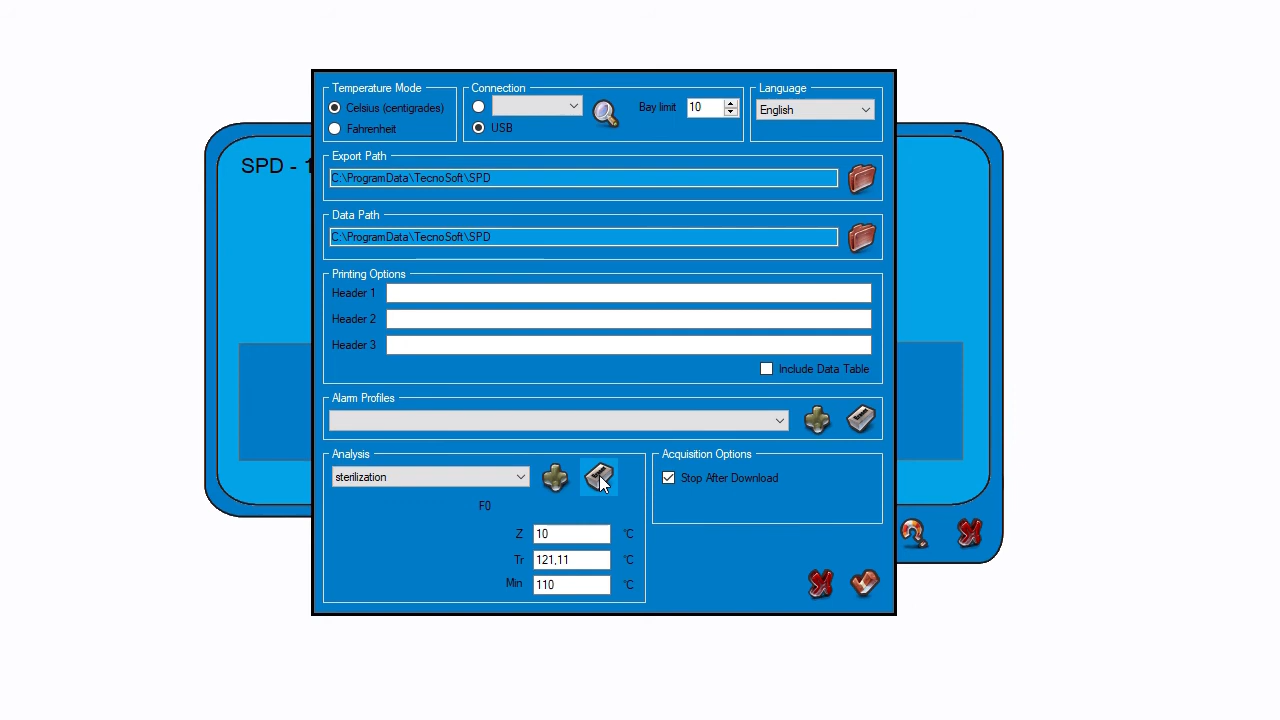 Temperature Mode
Celsius (centigrades)
Fahrenheit
Connection
USB
Bay limit 10
Language
English
SPD -
Export Path
C:\ProgramData\TecnoSoft\SPD
Data Path
C:\ProgramData\TecnoSoft\SPD
Printing Options
Header 1
Header 2
Header 3
Include Data Table
Alarm Profiles
Analysis
sterilization
F0
Z 10 °C
Tr 121,11 °C
Min 110 °C
Acquisition Options
Stop After Download